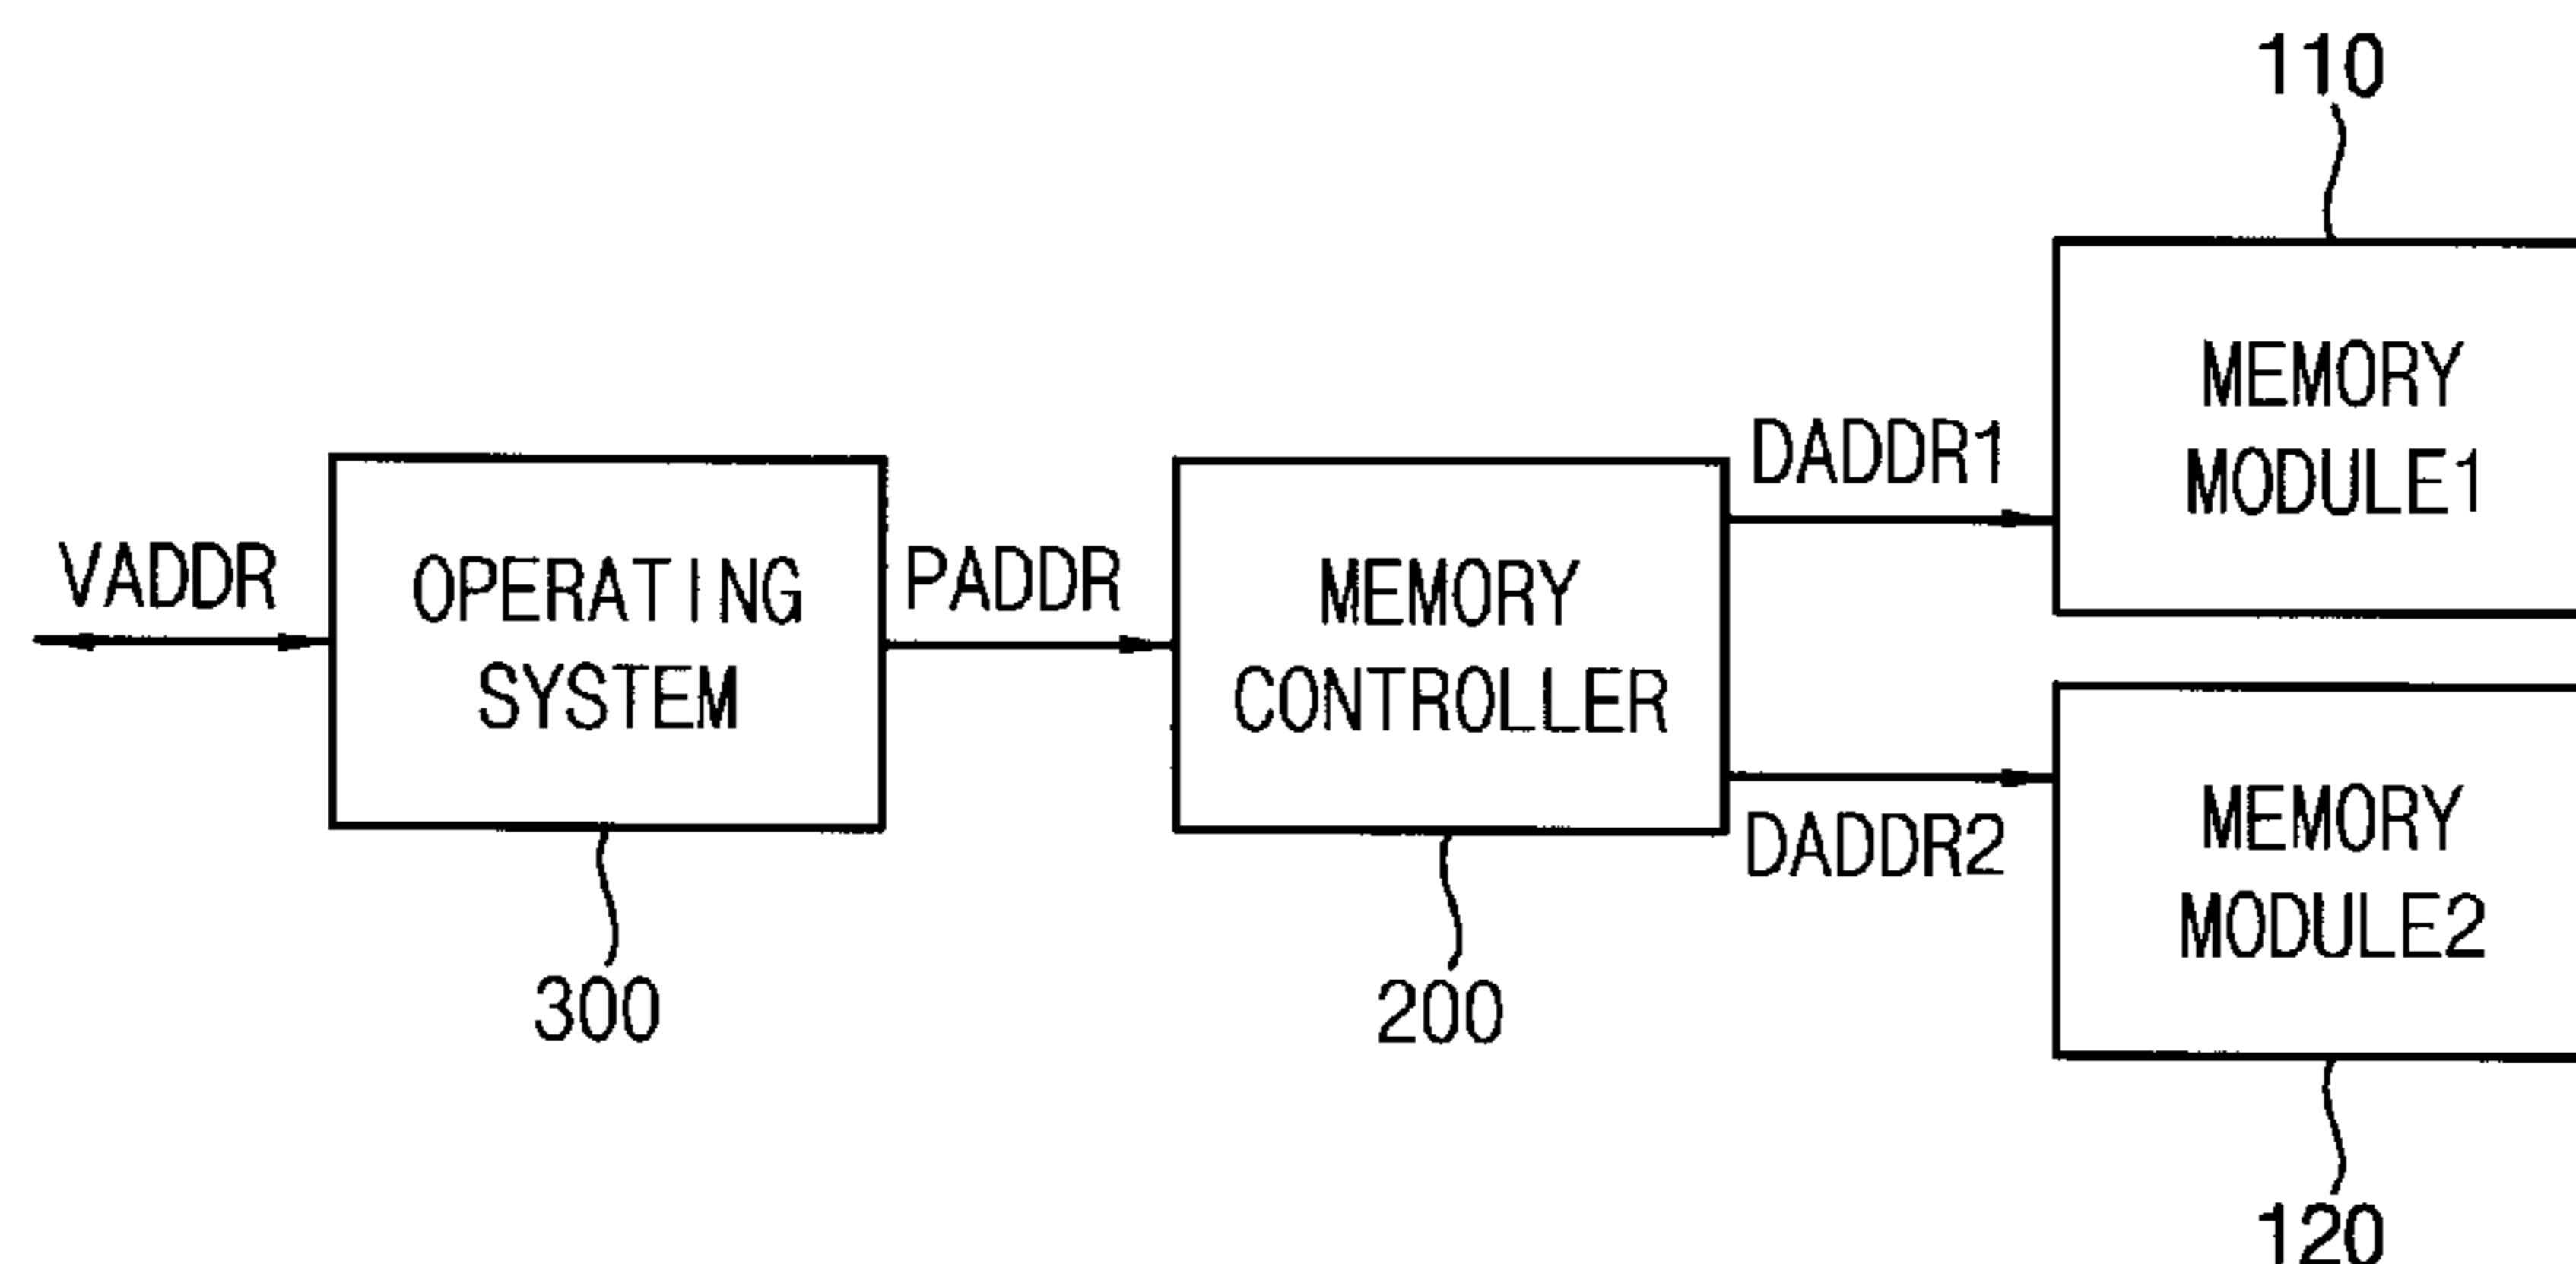 110
MEMORY
MODULE1
DADDR1
VADDR
OPERATING
SYSTEM
PADDR
MEMORY
CONTROLLER
DADDR2
MEMORY
MODULE2
300
200
120